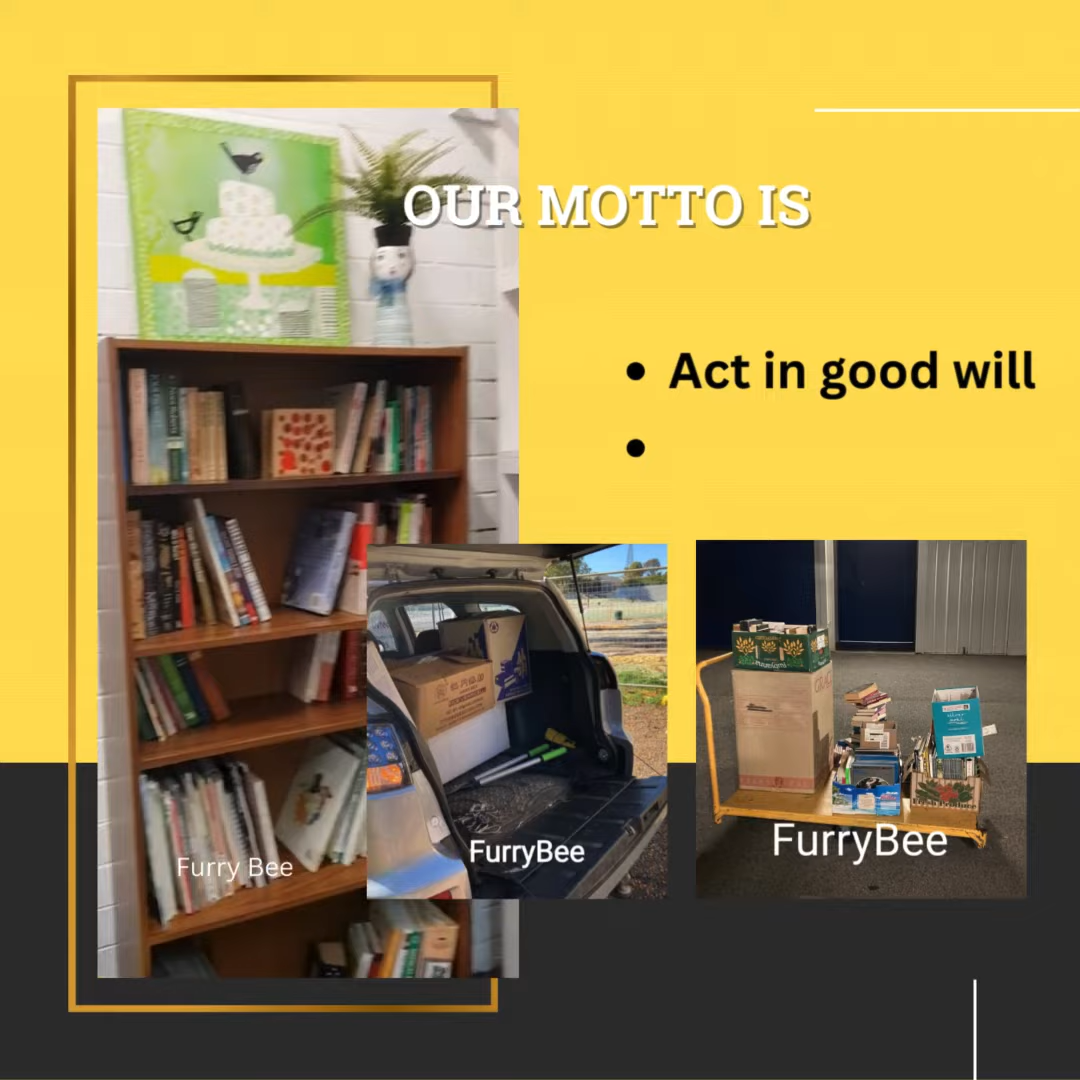 OUR MOTTO IS
• Act in good will
•
Furry Bee
FurryBee
FurryBee